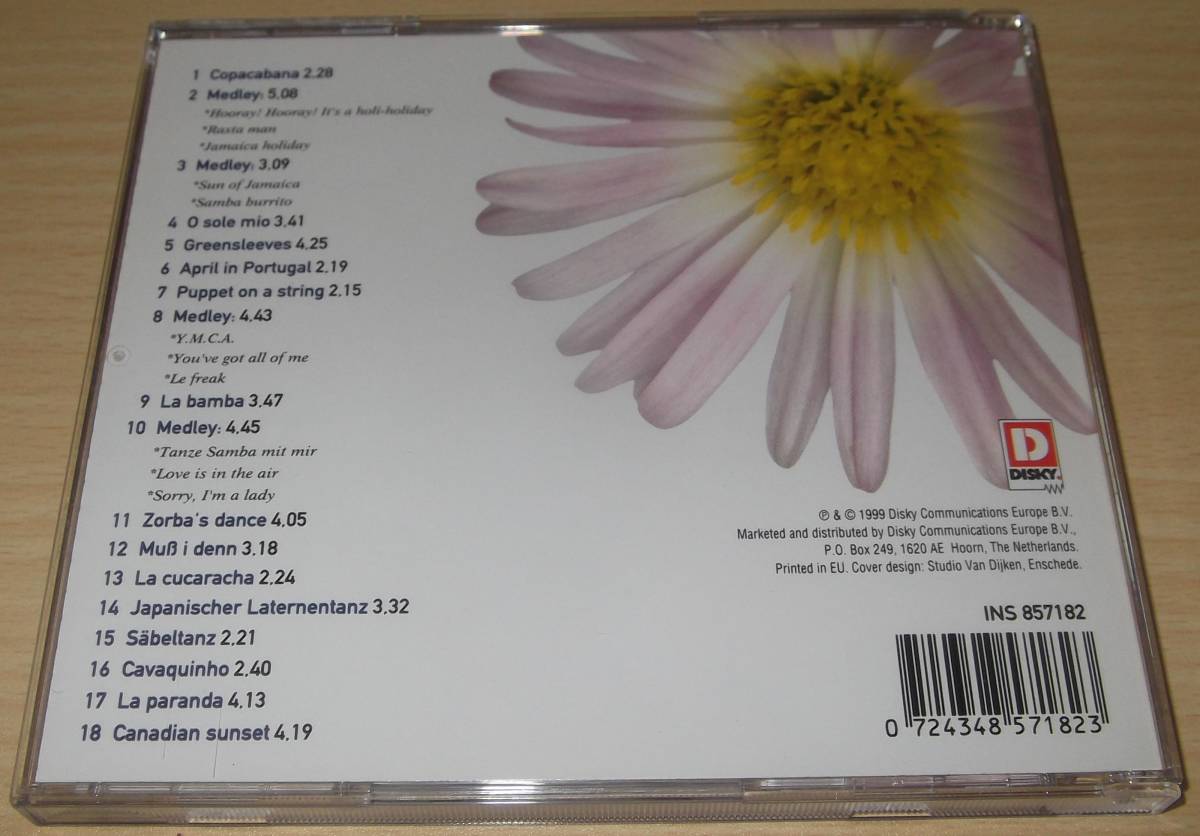 1 Copacabana 2.28
2 Medley: 5.08
*Hooray! Hooray! It's a holi-holiday
*Rasta man
*Jamaica holiday
3 Medley: 3.09
*Sun of Jamaica
*Samba burrito
4 O sole mio 3.41
5 Greensleeves 4.25
6 April in Portugal 2.19
7 Puppet on a string 2.15
8 Medley: 4.43
*Y.M.C.A.
*You've got all of me
*Le freak
9 La bamba 3.47
10 Medley: 4.45
*Tanze Samba mit mir
*Love is in the air
*Sorry, I'm a lady
11 Zorba's dance 4.05
12 Muß i denn 3.18
13 La cucaracha 2.24
14 Japanischer Laternentanz 3.32
15 Säbeltanz 2.21
16 Cavaquinho 2.40
17 La paranda 4.13
18 Canadian sunset 4.19
D
DISKY
℗ & © 1999 Disky Communications Europe B.V.
Marketed and distributed by Disky Communications Europe B.V.,
P.O. Box 249, 1620 AE Hoorn, The Netherlands.
Printed in EU. Cover design: Studio Van Dijken, Enschede.
INS 857182
0 724348 571823